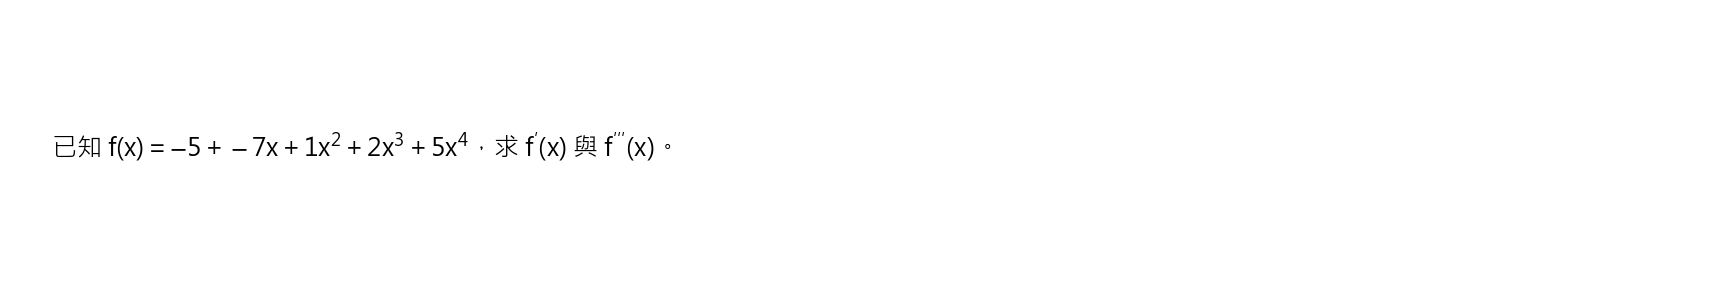 已知 f(x) = –5 + – 7x + 1x² + 2x³ + 5x⁴，求 f′(x) 與 f′′′(x)。